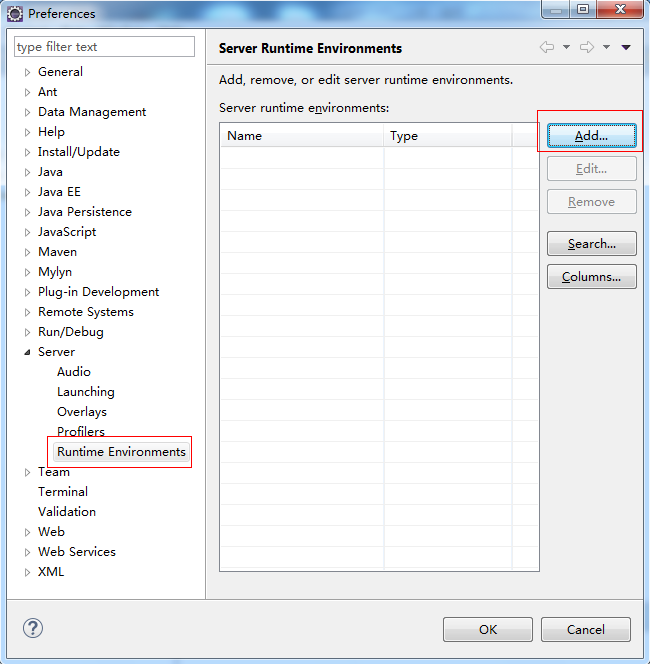 Preferences
type filter text
General
Ant
Data Management
Help
Install/Update
Java
Java EE
Java Persistence
JavaScript
Maven
Mylyn
Plug-in Development
Remote Systems
Run/Debug
Server
Audio
Launching
Overlays
Profilers
Runtime Environments
Team
Terminal
Validation
Web
Web Services
XML
Server Runtime Environments
Add, remove, or edit server runtime environments.
Server runtime environments:
Name Type
Add...
Edit...
Remove
Search...
Columns...
?
OK Cancel